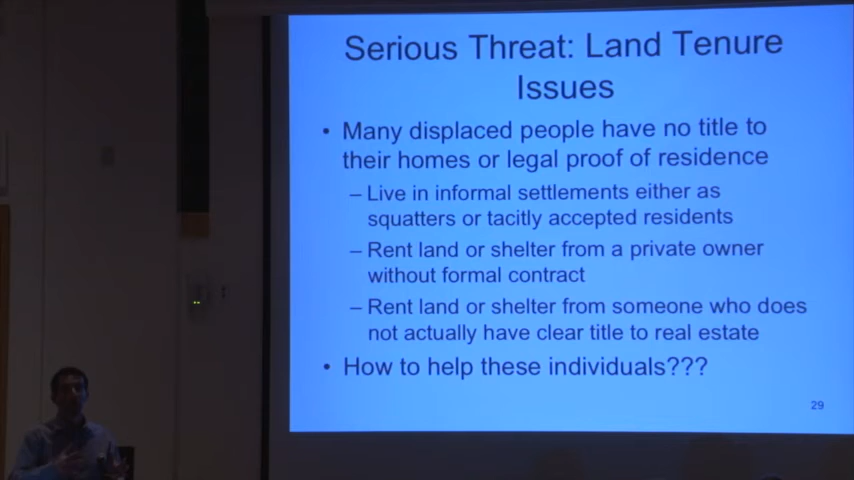 Serious Threat: Land Tenure
Issues
• Many displaced people have no title to
their homes or legal proof of residence
– Live in informal settlements either as
squatters or tacitly accepted residents
– Rent land or shelter from a private owner
without formal contract
– Rent land or shelter from someone who does
not actually have clear title to real estate
• How to help these individuals???
29